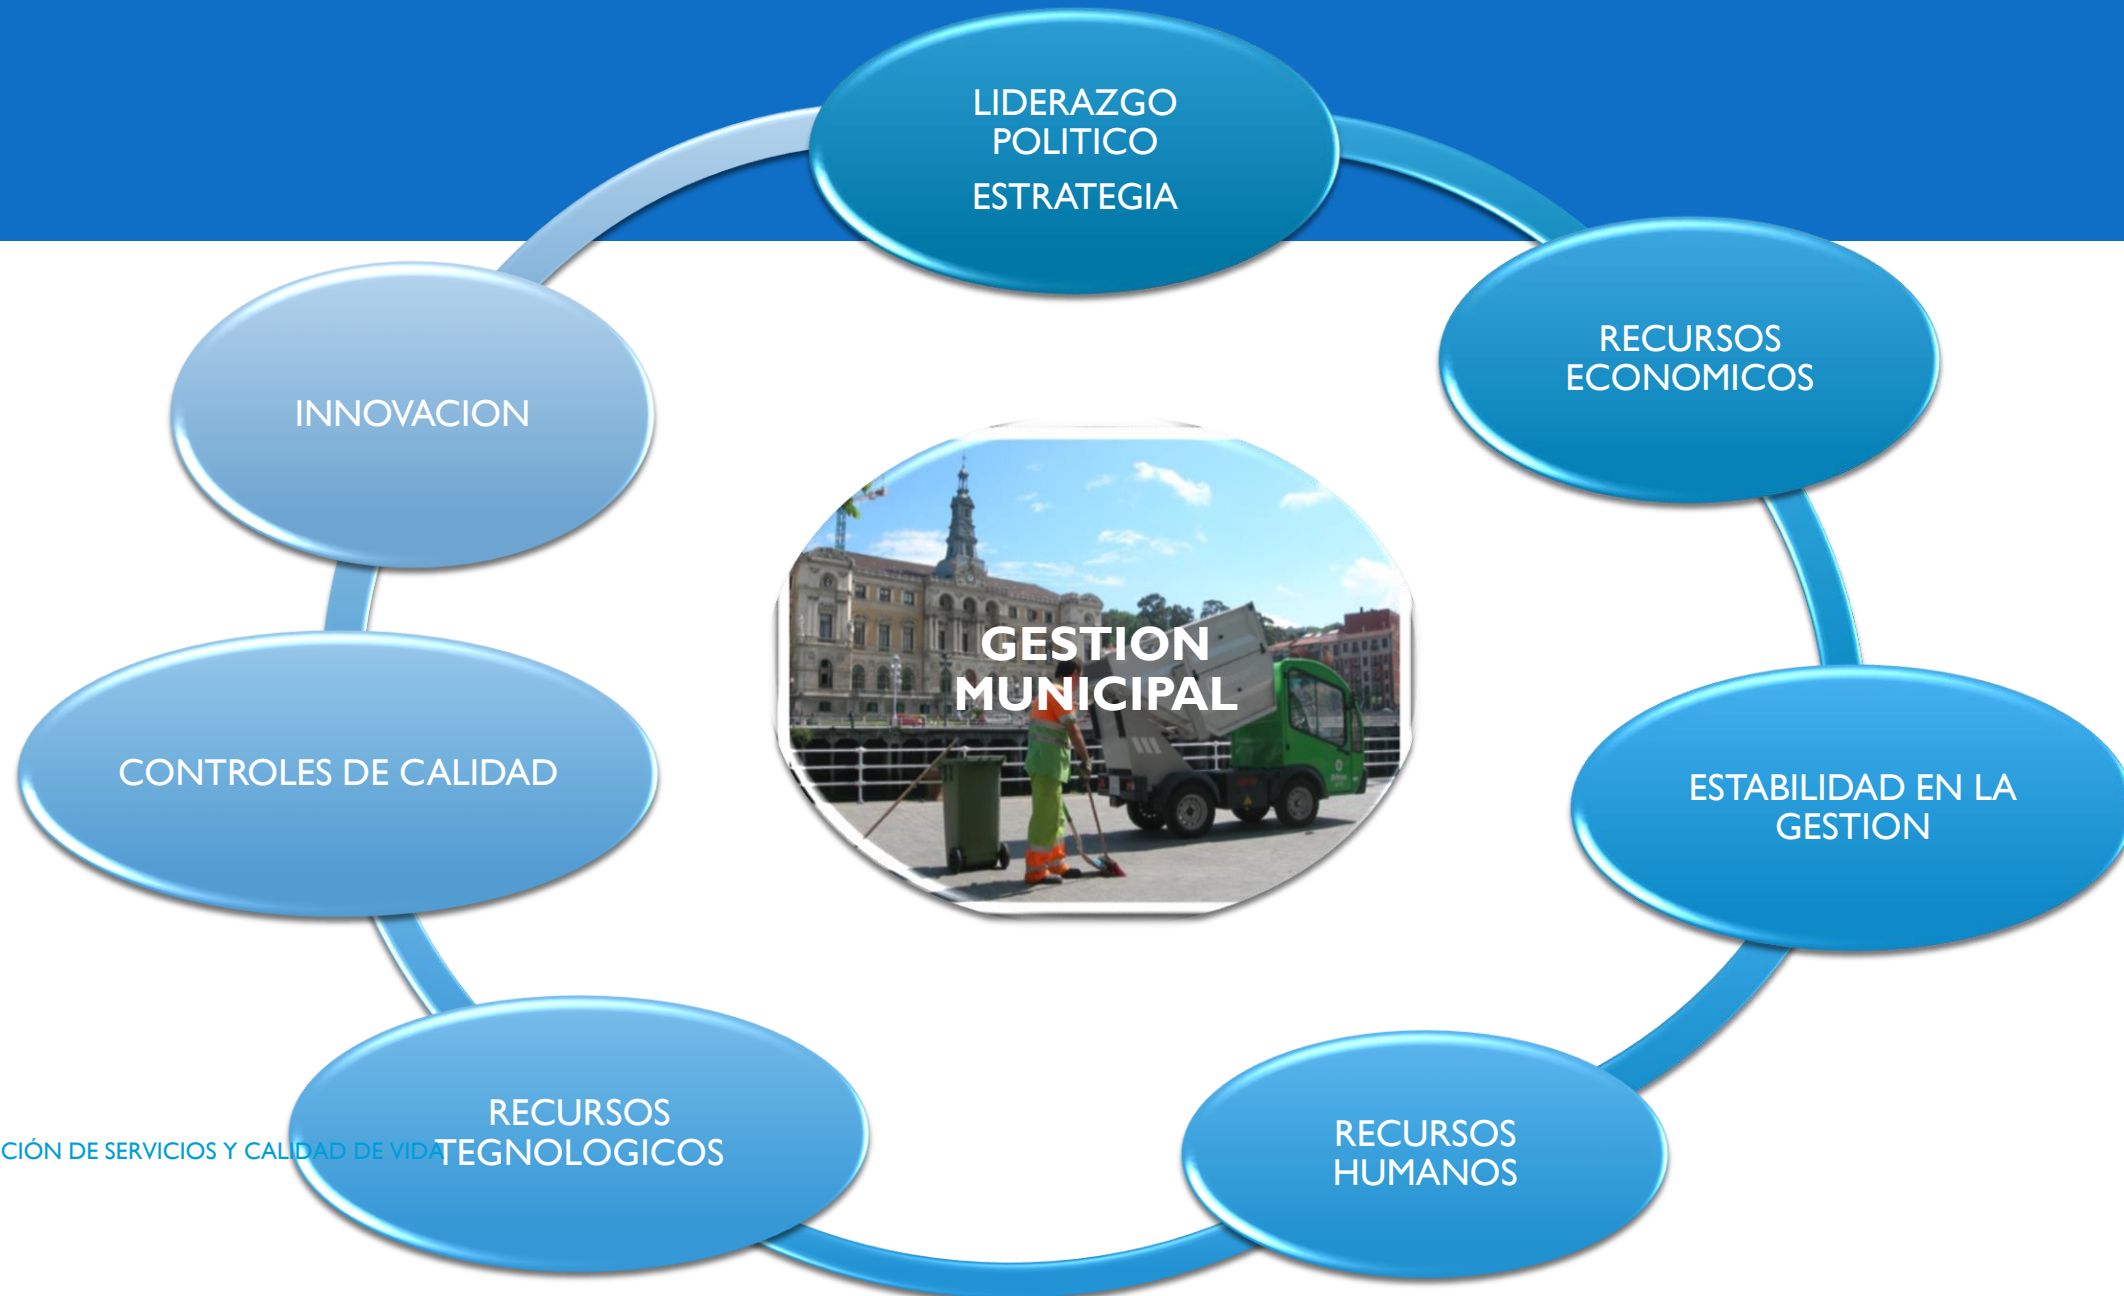 LIDERAZGO
POLITICO
ESTRATEGIA
RECURSOS
ECONOMICOS
ESTABILIDAD EN LA
GESTION
RECURSOS
HUMANOS
RECURSOS
TEGNOLOGICOS
CONTROLES DE CALIDAD
INNOVACION
GESTION
MUNICIPAL
CIÓN DE SERVICIOS Y CALIDAD DE VIDA